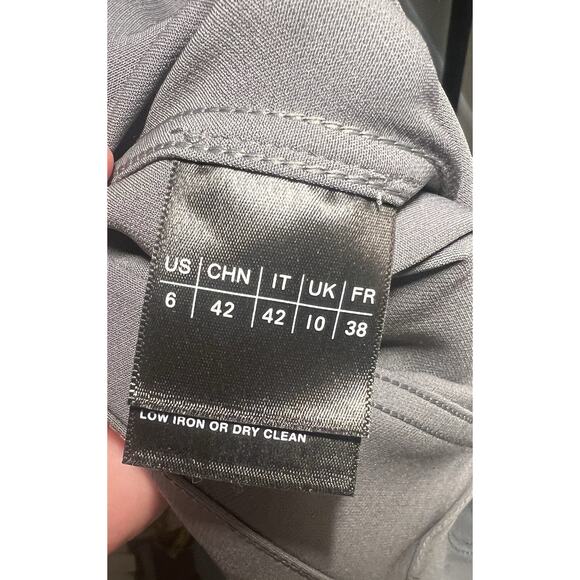 US CHN IT UK FR
6 42 42 10 38
LOW IRON OR DRY CLEAN